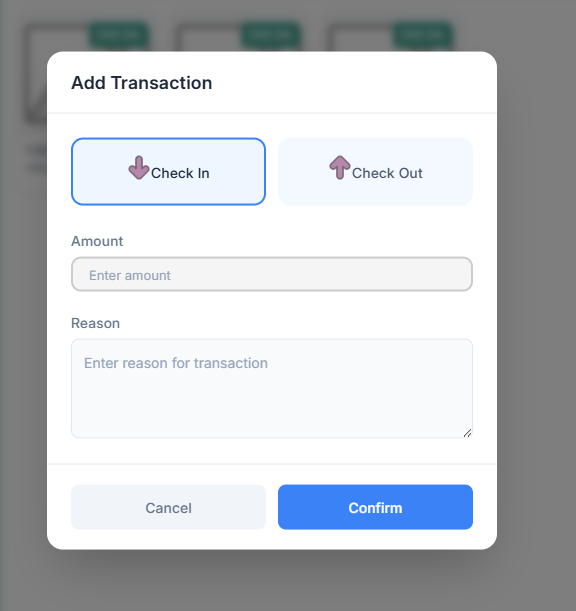 Add Transaction
Check In
Check Out
Amount
Enter amount
Reason
Enter reason for transaction
Cancel
Confirm